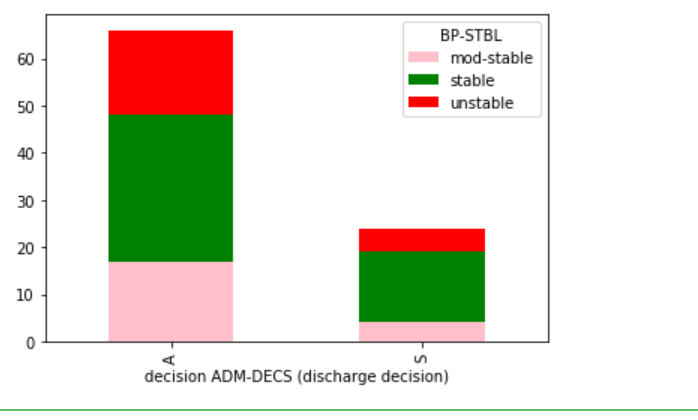 60
50
40
30
20
10
0
BP-STBL
mod-stable
stable
unstable
A
S
decision ADM-DECS (discharge decision)